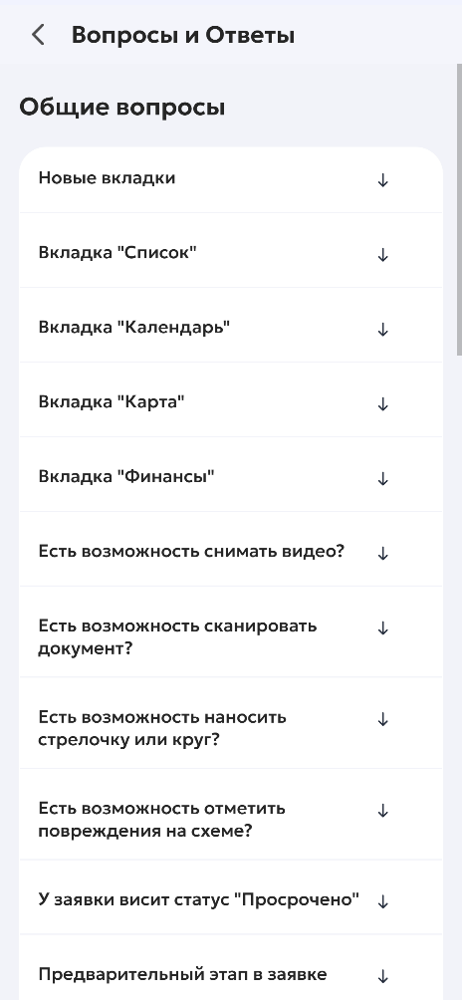 Вопросы и Ответы
Общие вопросы
Новые вкладки
Вкладка "Список"
Вкладка "Календарь"
Вкладка "Карта"
Вкладка "Финансы"
Есть возможность снимать видео?
Есть возможность сканировать
документ?
Есть возможность наносить
стрелочку или круг?
Есть возможность отметить
повреждения на схеме?
У заявки висит статус "Просрочено"
Предварительный этап в заявке